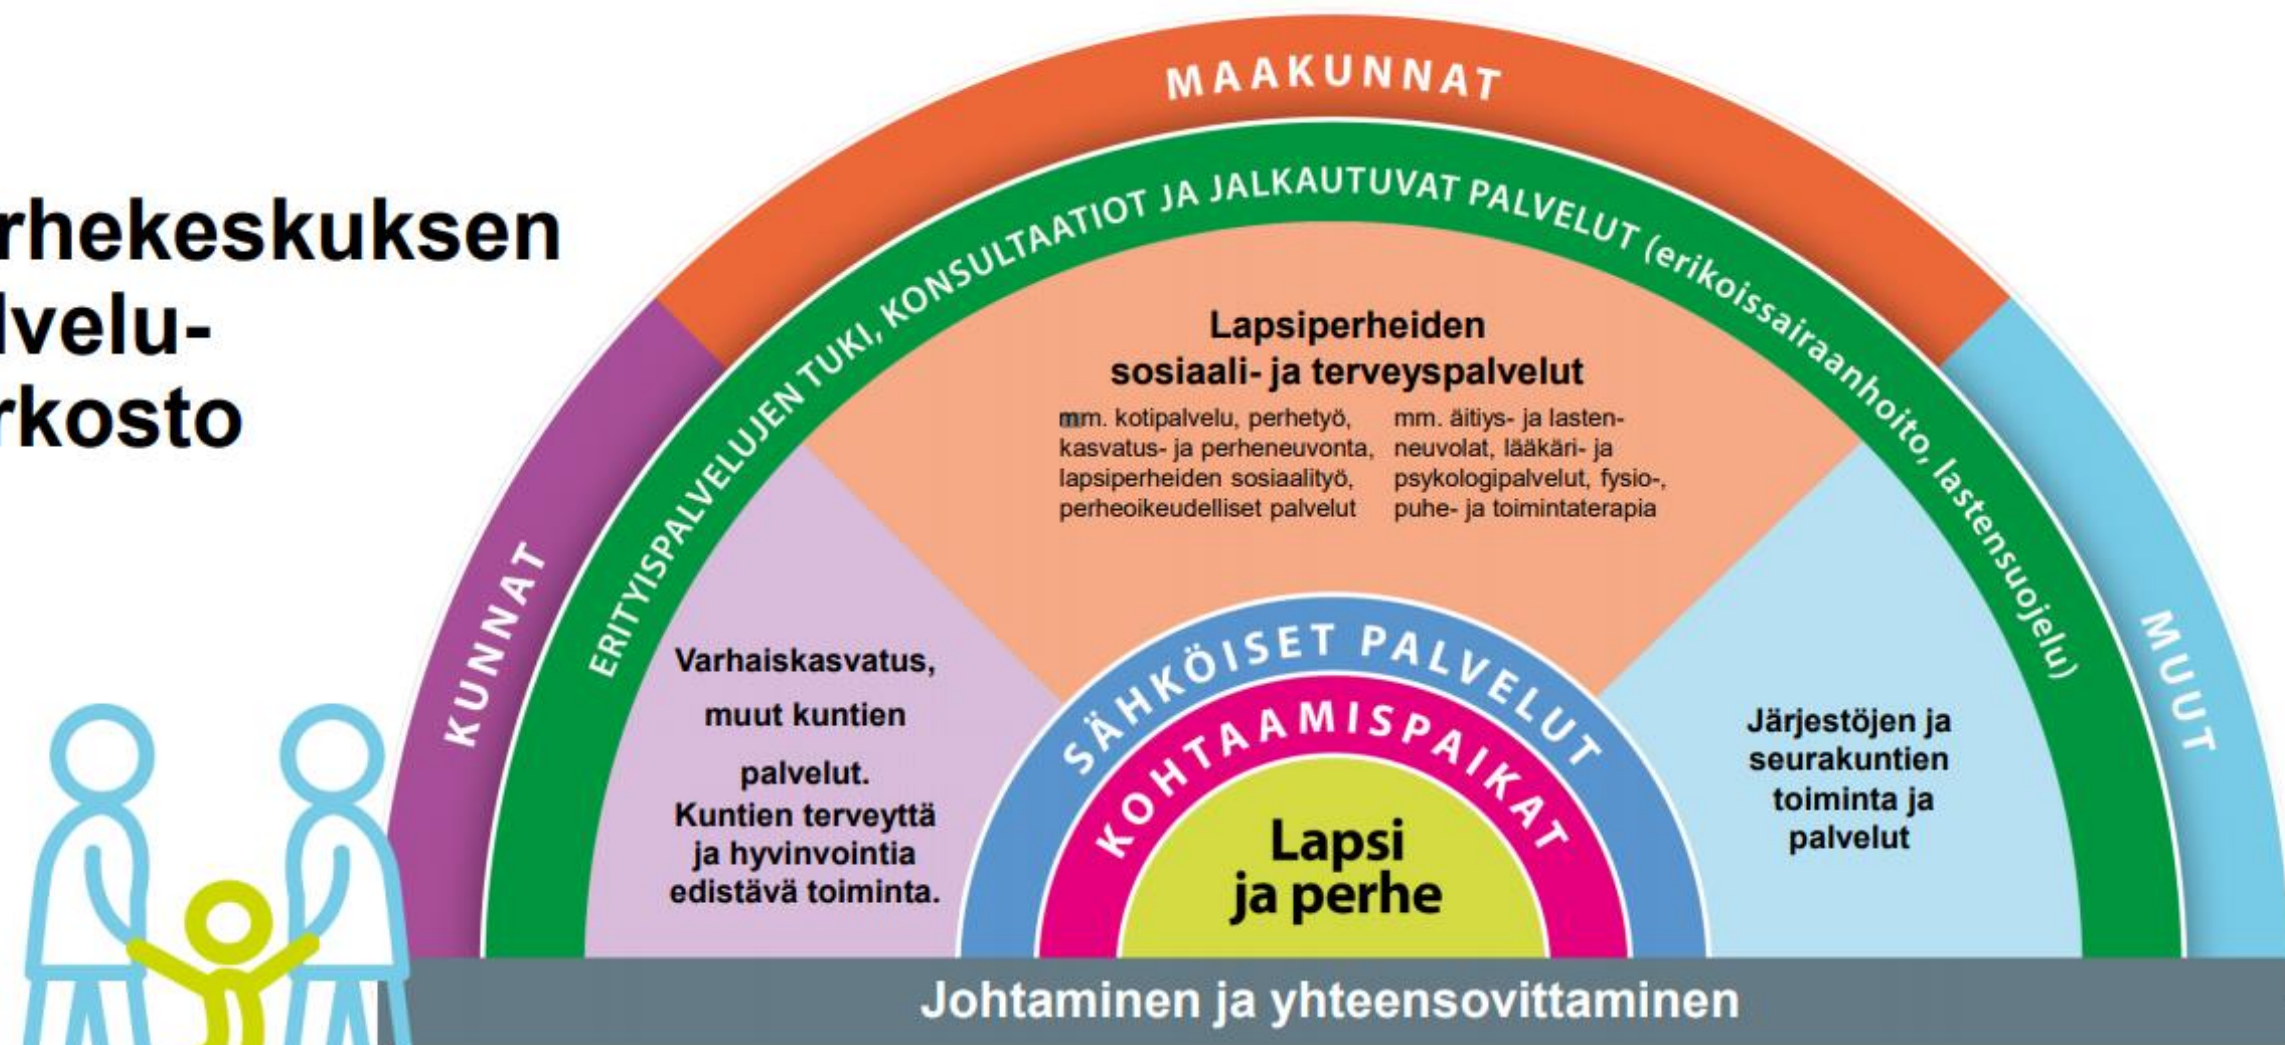 rhekeskuksen
lvelu-
rkosto
MAAKUNNAT
KUNNAT
MUUT
ERITYISPALVELUJEN TUKI, KONSULTAATIOT JA JALKAUTUVAT PALVELUT (erikoissairaanhoito, lastensuojelu)
Lapsiperheiden
sosiaali- ja terveyspalvelut
mm. kotipalvelu, perhetyö,
kasvatus- ja perheneuvonta,
lapsiperheiden sosiaalityö,
perheoikeudelliset palvelut
mm. äitiys- ja lasten-
neuvolat, lääkäri- ja
psykologipalvelut, fysio-,
puhe- ja toimintaterapia
Varhaiskasvatus,
muut kuntien
palvelut.
Kuntien terveyttä
ja hyvinvointia
edistävä toiminta.
SÄHKÖISET PALVELUT
KOHTAAMISPAIKAT
Lapsi
ja perhe
Järjestöjen ja
seurakuntien
toiminta ja
palvelut
Johtaminen ja yhteensovittaminen